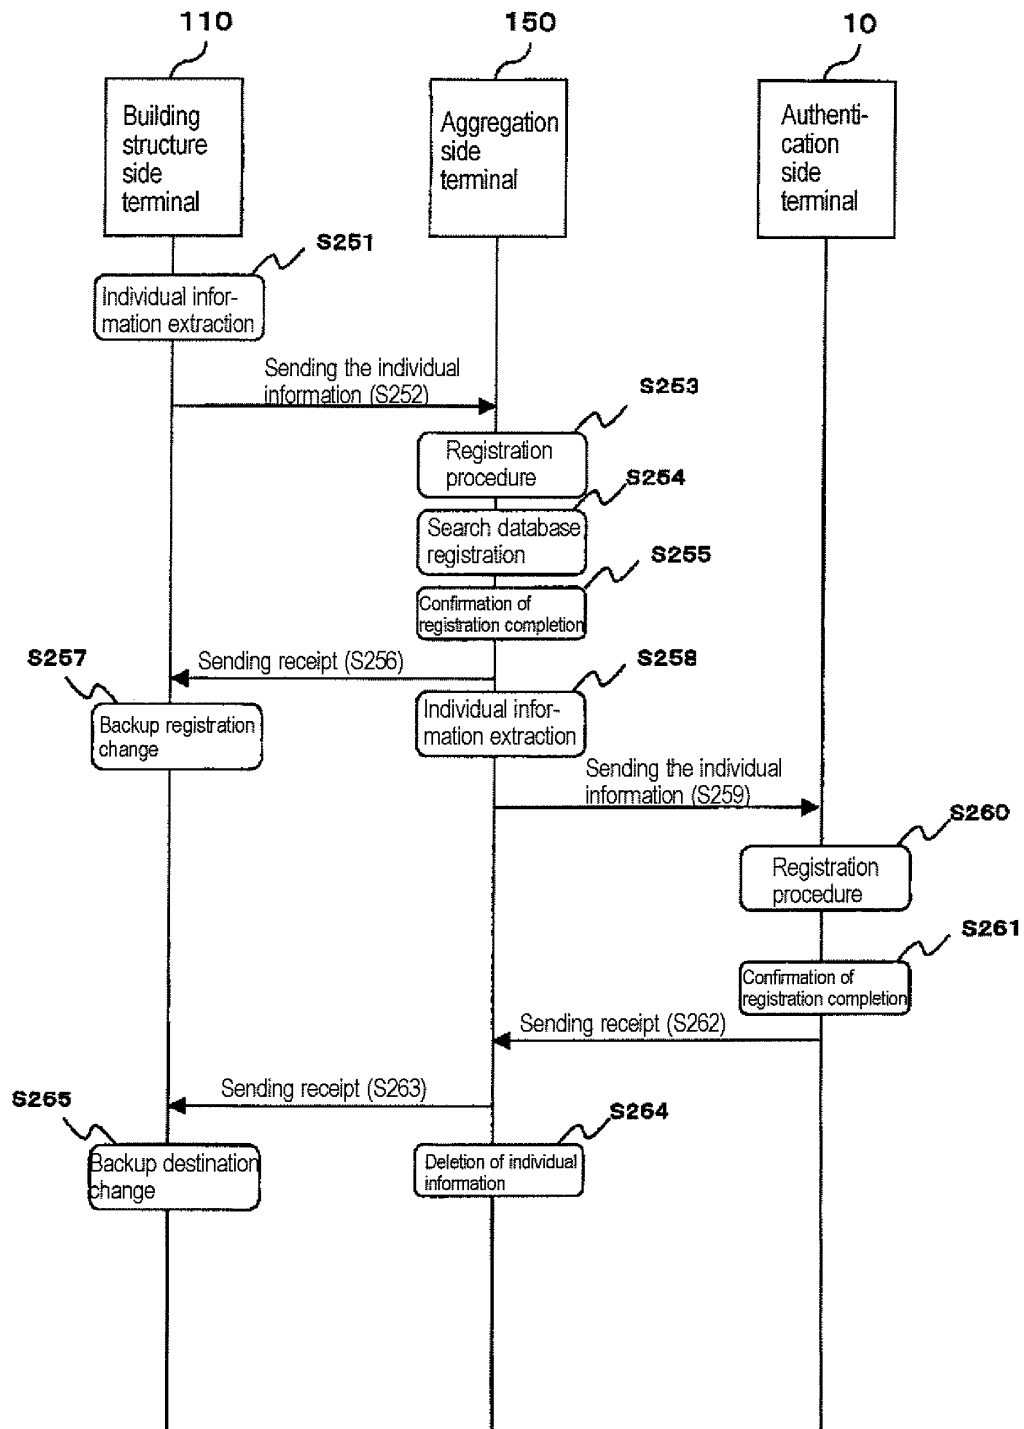 110
150
10
Building
structure
side
terminal
Aggregation
side
terminal
Authenti-
cation
side
terminal
S251
Individual infor-
mation extraction
Sending the individual
information (S252)
S253
Registration
procedure
S254
Search database
registration
S255
Confirmation of
registration completion
Sending receipt (S256)
S257
Backup registration
change
S258
Individual infor-
mation extraction
Sending the individual
information (S259)
S260
Registration
procedure
S261
Confirmation of
registration completion
Sending receipt (S262)
Sending receipt (S263)
S265
Backup destination
change
S264
Deletion of individual
information